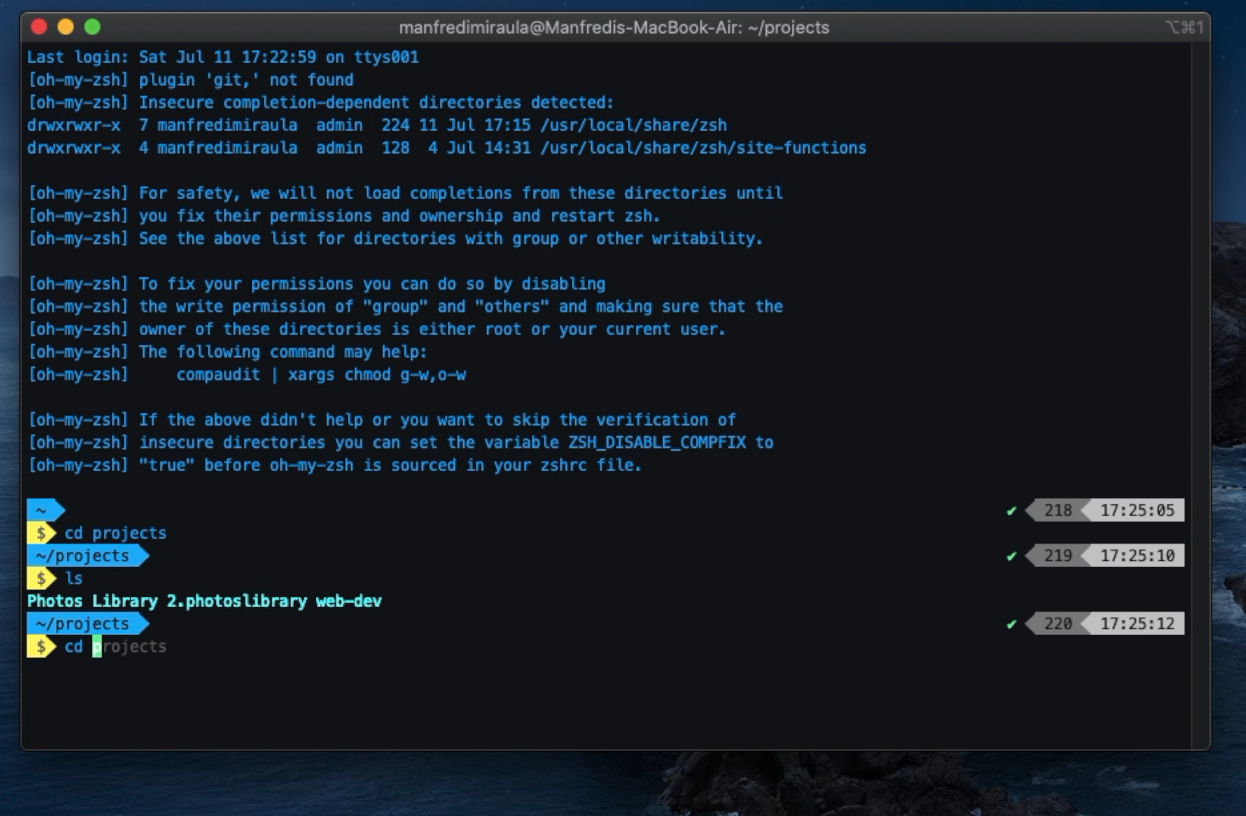 manfredimiraula@Manfredis-MacBook-Air: ~/projects ⌥⌘1
Last login: Sat Jul 11 17:22:59 on ttys001
[oh-my-zsh] plugin 'git,' not found
[oh-my-zsh] Insecure completion-dependent directories detected:
drwxrwxr-x  7 manfredimiraula  admin  224 11 Jul 17:15 /usr/local/share/zsh
drwxrwxr-x  4 manfredimiraula  admin  128  4 Jul 14:31 /usr/local/share/zsh/site-functions
[oh-my-zsh] For safety, we will not load completions from these directories until
[oh-my-zsh] you fix their permissions and ownership and restart zsh.
[oh-my-zsh] See the above list for directories with group or other writability.
[oh-my-zsh] To fix your permissions you can do so by disabling
[oh-my-zsh] the write permission of "group" and "others" and making sure that the
[oh-my-zsh] owner of these directories is either root or your current user.
[oh-my-zsh] The following command may help:
[oh-my-zsh]     compaudit | xargs chmod g-w,o-w
[oh-my-zsh] If the above didn't help or you want to skip the verification of
[oh-my-zsh] insecure directories you can set the variable ZSH_DISABLE_COMPFIX to
[oh-my-zsh] "true" before oh-my-zsh is sourced in your zshrc file.
~ ✔ 218 17:25:05
$ cd projects
~/projects ✔ 219 17:25:10
$ ls
Photos Library 2.photoslibrary web-dev
~/projects ✔ 220 17:25:12
$ cd projects